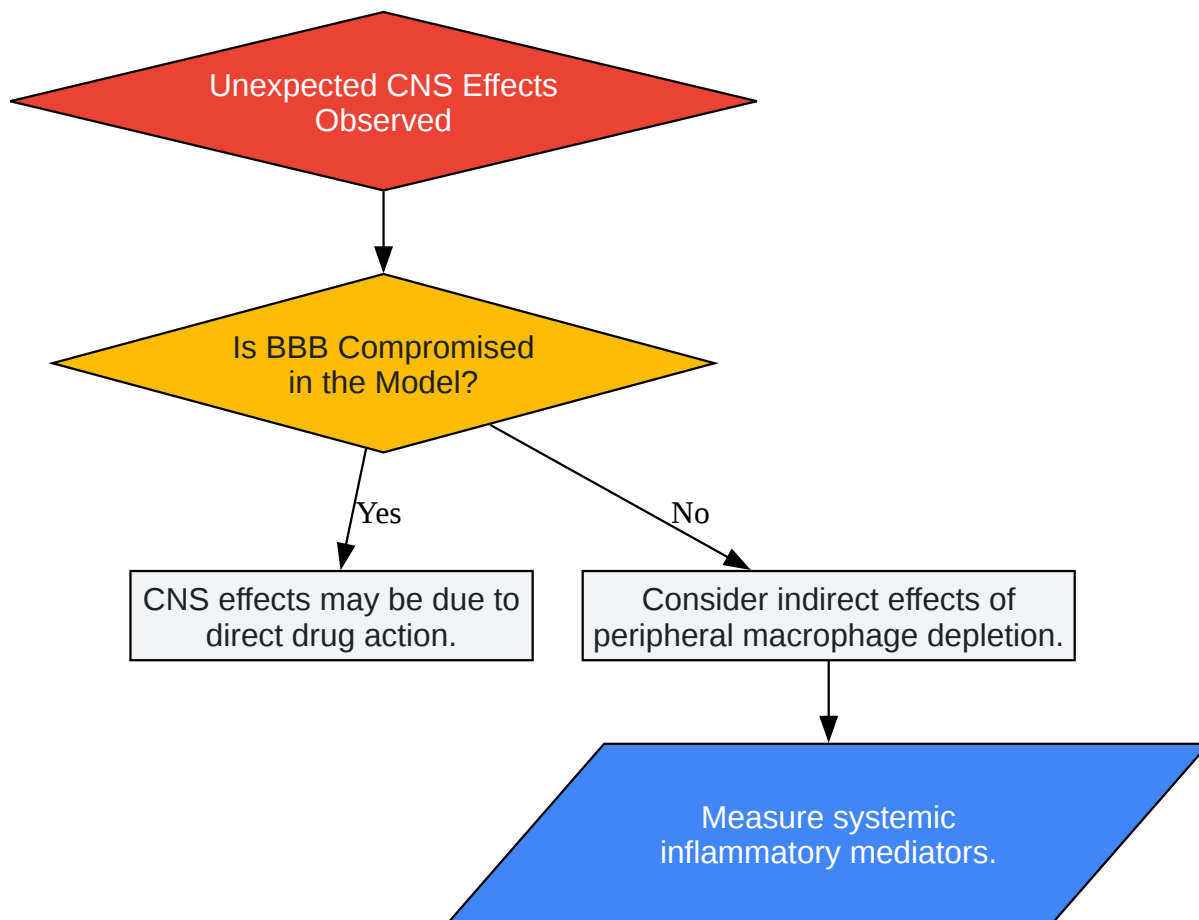 Unexpected CNS Effects
Observed
Is BBB Compromised
in the Model?
Yes
No
CNS effects may be due to
direct drug action.
Consider indirect effects of
peripheral macrophage depletion.
Measure systemic
inflammatory mediators.